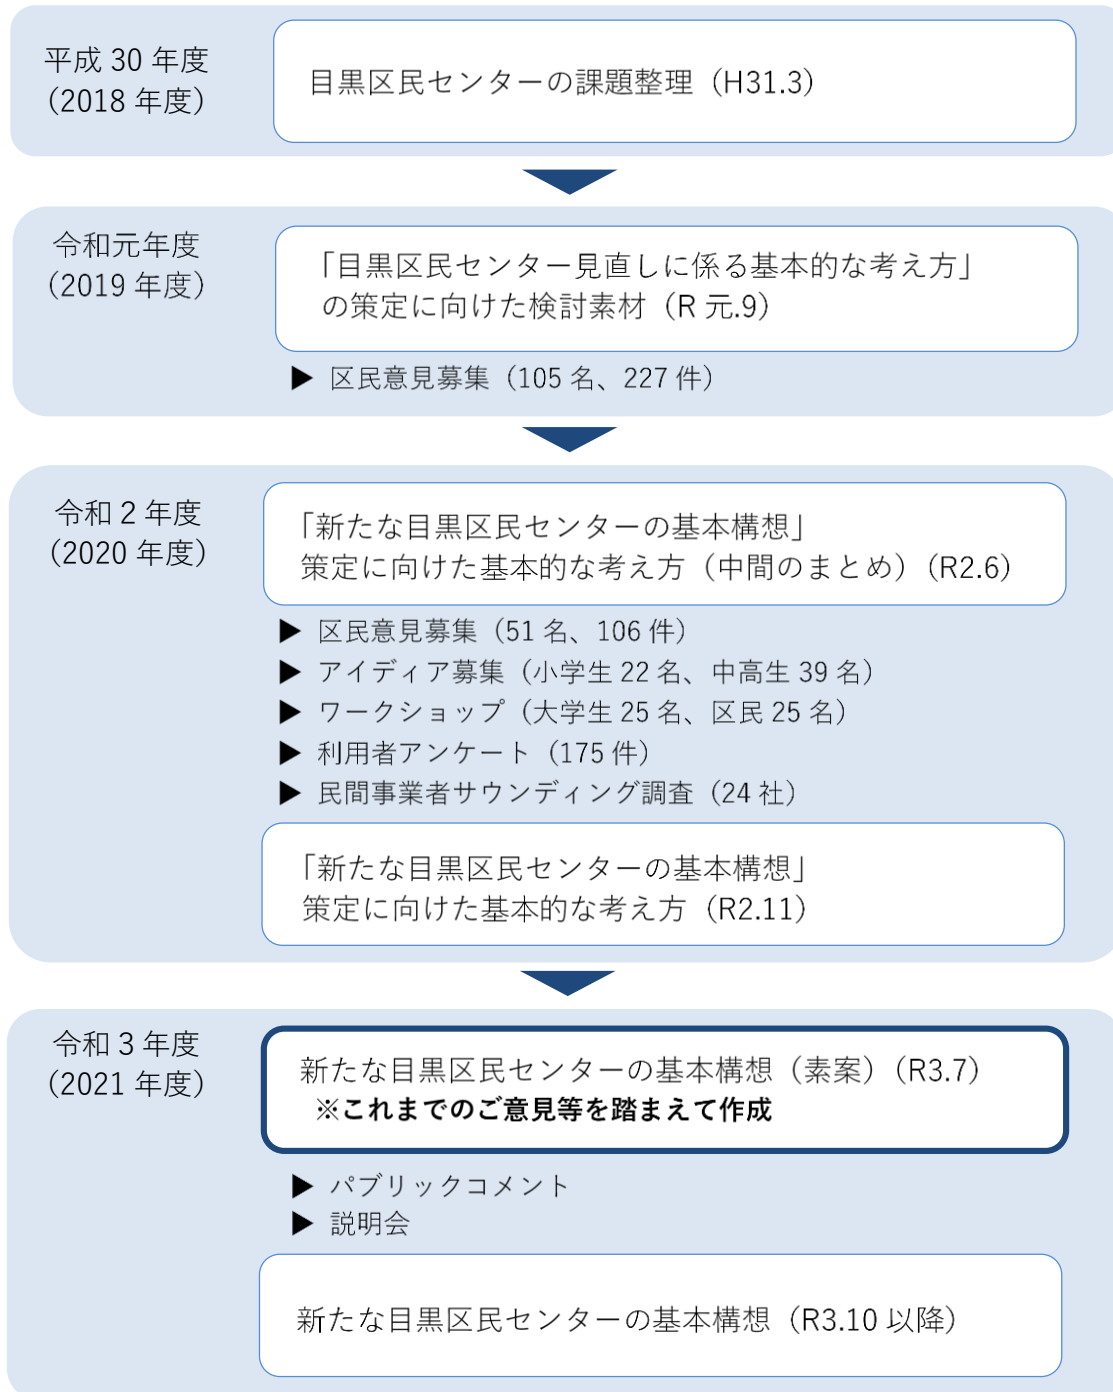 平成 30 年度
（2018 年度）
目黒区民センターの課題整理（H31.3）
令和元年度
（2019 年度）
「目黒区民センター見直しに係る基本的な考え方」
の策定に向けた検討素材（R 元.9）
▶ 区民意見募集（105 名、227 件）
令和 2 年度
（2020 年度）
「新たな目黒区民センターの基本構想」
策定に向けた基本的な考え方（中間のまとめ）（R2.6）
▶ 区民意見募集（51 名、106 件）
▶ アイディア募集（小学生 22 名、中高生 39 名）
▶ ワークショップ（大学生 25 名、区民 25 名）
▶ 利用者アンケート（175 件）
▶ 民間事業者サウンディング調査（24 社）
「新たな目黒区民センターの基本構想」
策定に向けた基本的な考え方（R2.11）
令和 3 年度
（2021 年度）
新たな目黒区民センターの基本構想（素案）（R3.7）
※これまでのご意見等を踏まえて作成
▶ パブリックコメント
▶ 説明会
新たな目黒区民センターの基本構想（R3.10 以降）